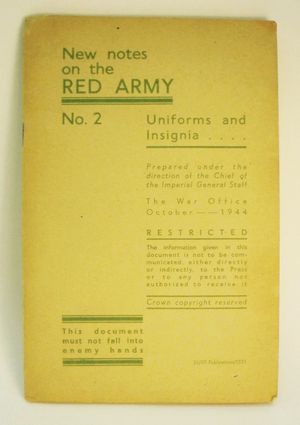 New notes
on the
RED ARMY
No. 2
Uniforms and
Insignia . . . .
Prepared under the
direction of the Chief of
the Imperial General Staff
The War Office
October — — 1944
RESTRICTED
The information given in this
document is not to be com-
municated, either directly
or indirectly, to the Press
or to any person not
authorized to receive it
Crown copyright reserved
This document
must not fall into
enemy hands